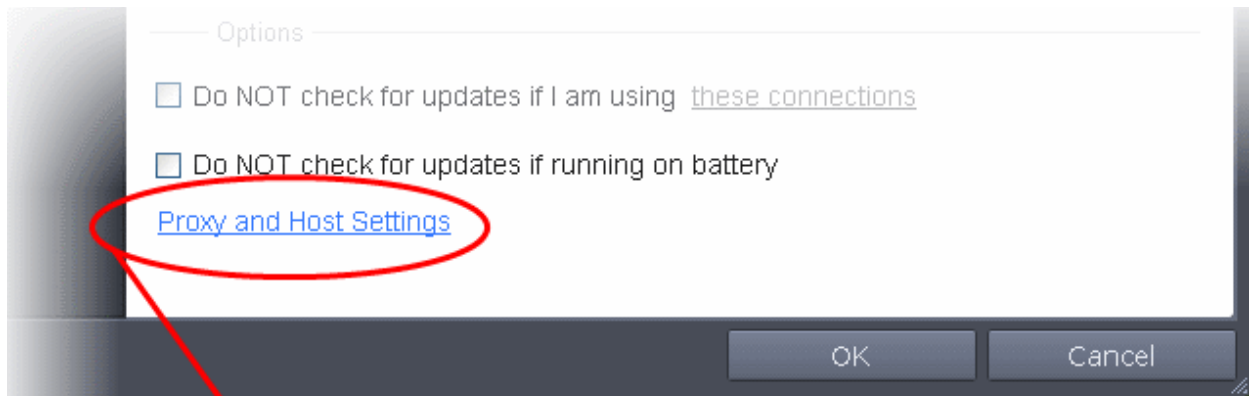 Options
Do NOT check for updates if I am using these connections
Do NOT check for updates if running on battery
Proxy and Host Settings
OK Cancel